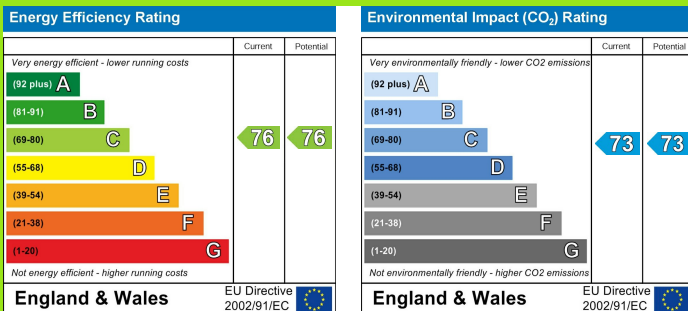 Energy Efficiency Rating
Current Potential
Very energy efficient - lower running costs
(92 plus) A
(81-91) B
(69-80) C
76 76
(55-68) D
(39-54) E
(21-38) F
(1-20) G
Not energy efficient - higher running costs
England & Wales
EU Directive
2002/91/EC
Environmental Impact (CO₂) Rating
Current Potential
Very environmentally friendly - lower CO2 emissions
(92 plus) A
(81-91) B
(69-80) C
73 73
(55-68) D
(39-54) E
(21-38) F
(1-20) G
Not environmentally friendly - higher CO2 emissions
England & Wales
EU Directive
2002/91/EC